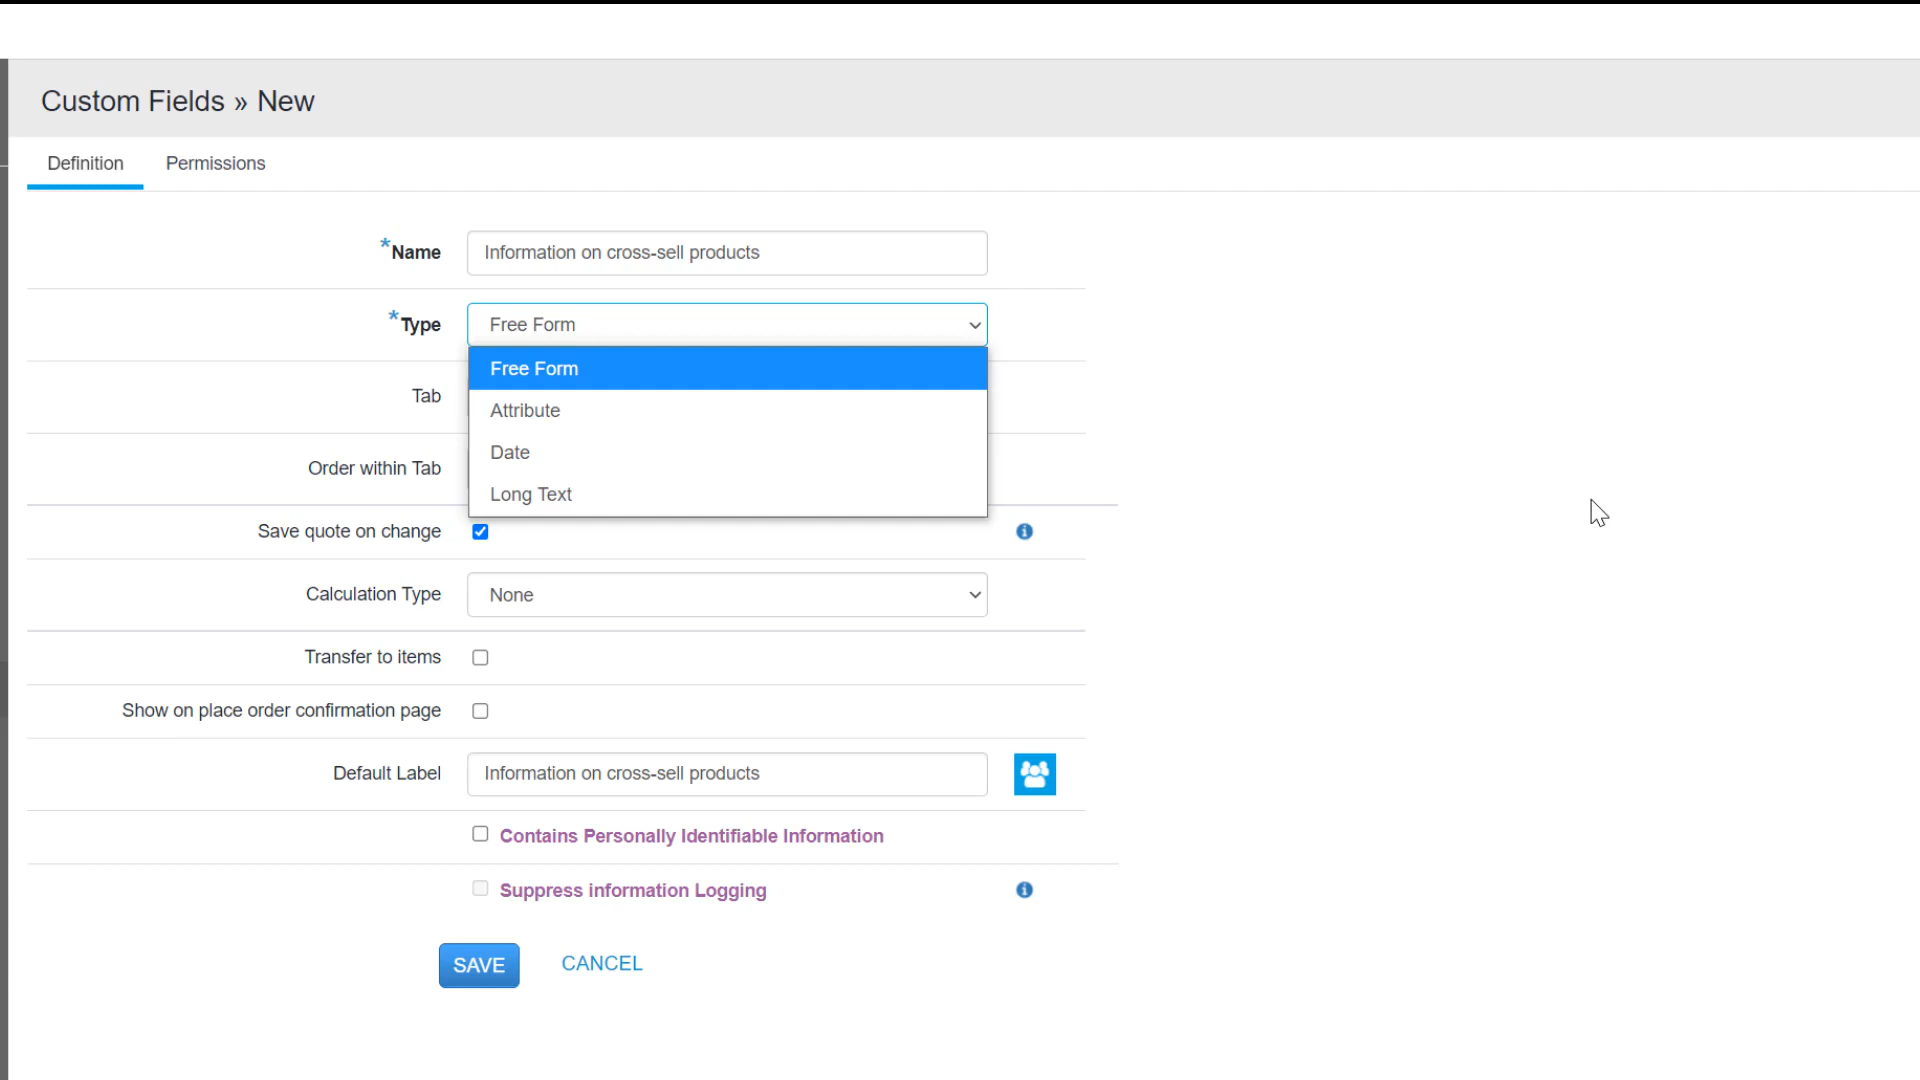 Custom Fields » New
Definition Permissions
*Name Information on cross-sell products
*Type Free Form
Free Form
Tab
Attribute
Date
Order within Tab
Long Text
Save quote on change
Calculation Type None
Transfer to items
Show on place order confirmation page
Default Label Information on cross-sell products
Contains Personally Identifiable Information
Suppress information Logging
SAVE CANCEL